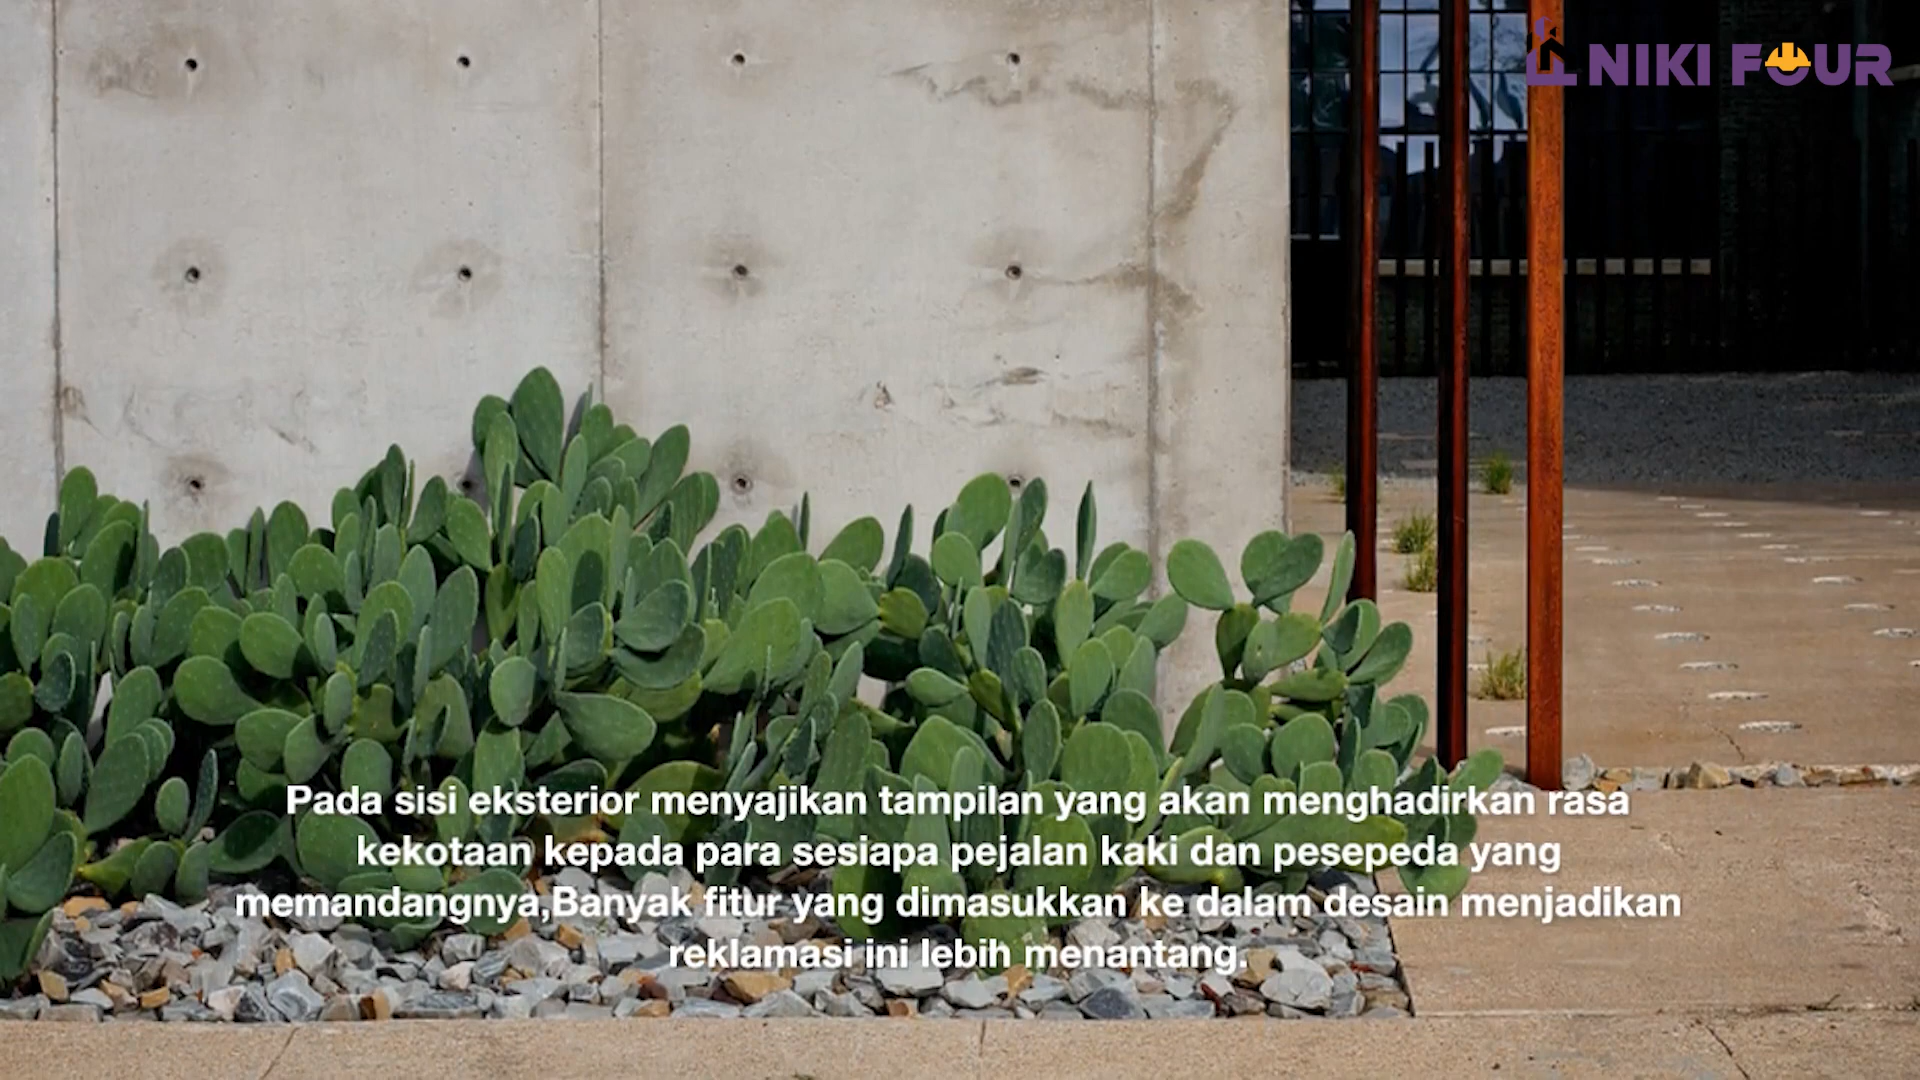 NIKI FOUR
Pada sisi eksterior menyajikan tampilan yang akan menghadirkan rasa
kekotaan kepada para sesiapa pejalan kaki dan pesepeda yang
memandangnya,Banyak fitur yang dimasukkan ke dalam desain menjadikan
reklamasi ini lebih menantang.